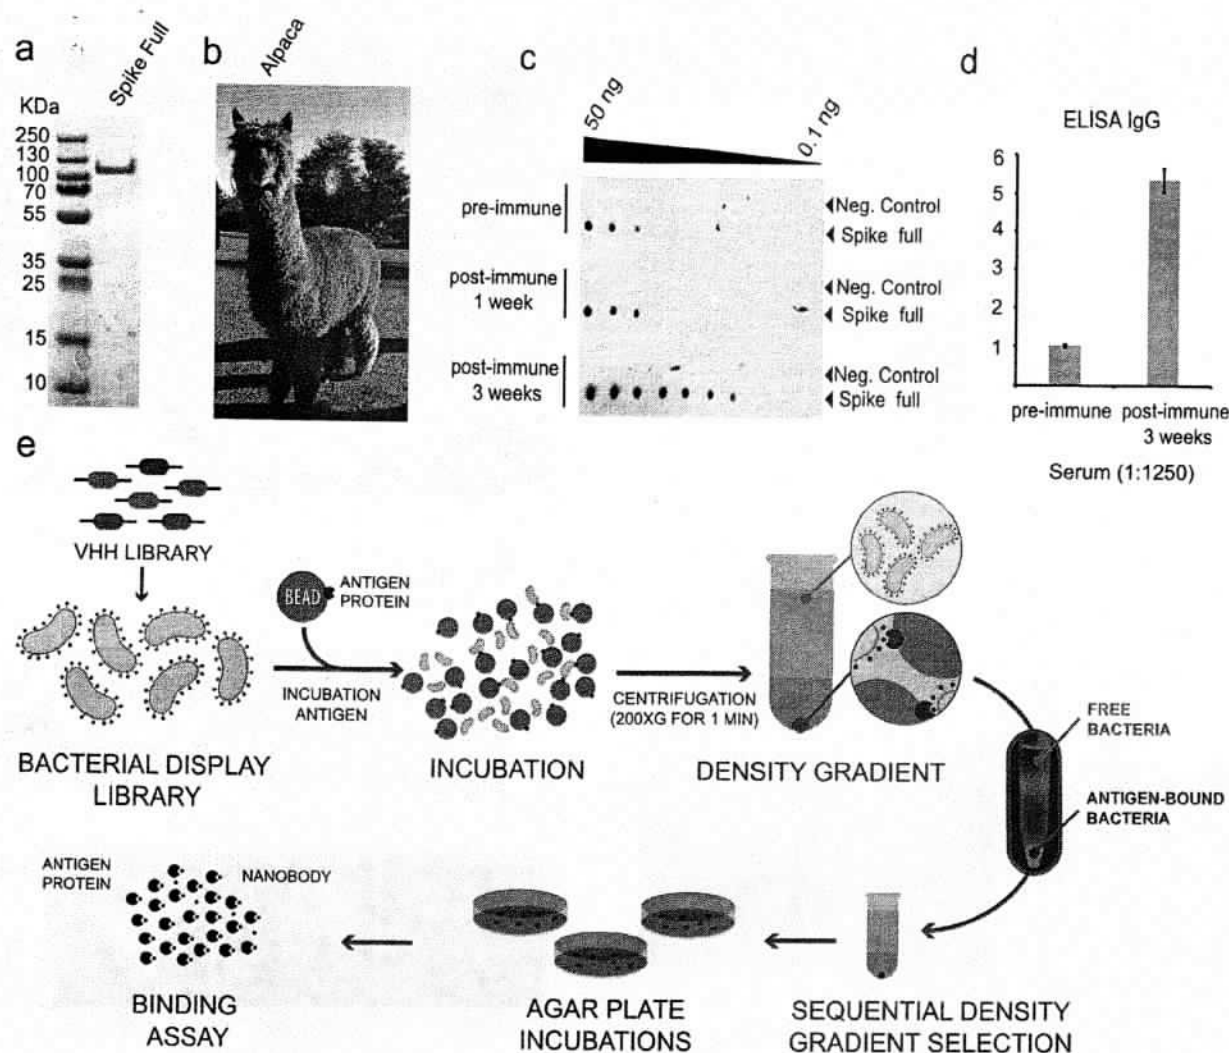 a
Spike Full
KDa
250
130
100
70
55
35
25
15
10
b
Alpaca
c
50 ng
0.1 ng
pre-immune
Neg. Control
Spike full
post-immune
1 week
Neg. Control
Spike full
post-immune
3 weeks
Neg. Control
Spike full
d
ELISA IgG
6
5
4
3
2
1
pre-immune
post-immune
3 weeks
Serum (1:1250)
e
VHH LIBRARY
BACTERIAL DISPLAY
LIBRARY
BEAD
ANTIGEN
PROTEIN
INCUBATION
ANTIGEN
INCUBATION
CENTRIFUGATION
(200XG FOR 1 MIN)
DENSITY GRADIENT
FREE
BACTERIA
ANTIGEN-BOUND
BACTERIA
SEQUENTIAL DENSITY
GRADIENT SELECTION
AGAR PLATE
INCUBATIONS
ANTIGEN
PROTEIN
NANOBODY
BINDING
ASSAY